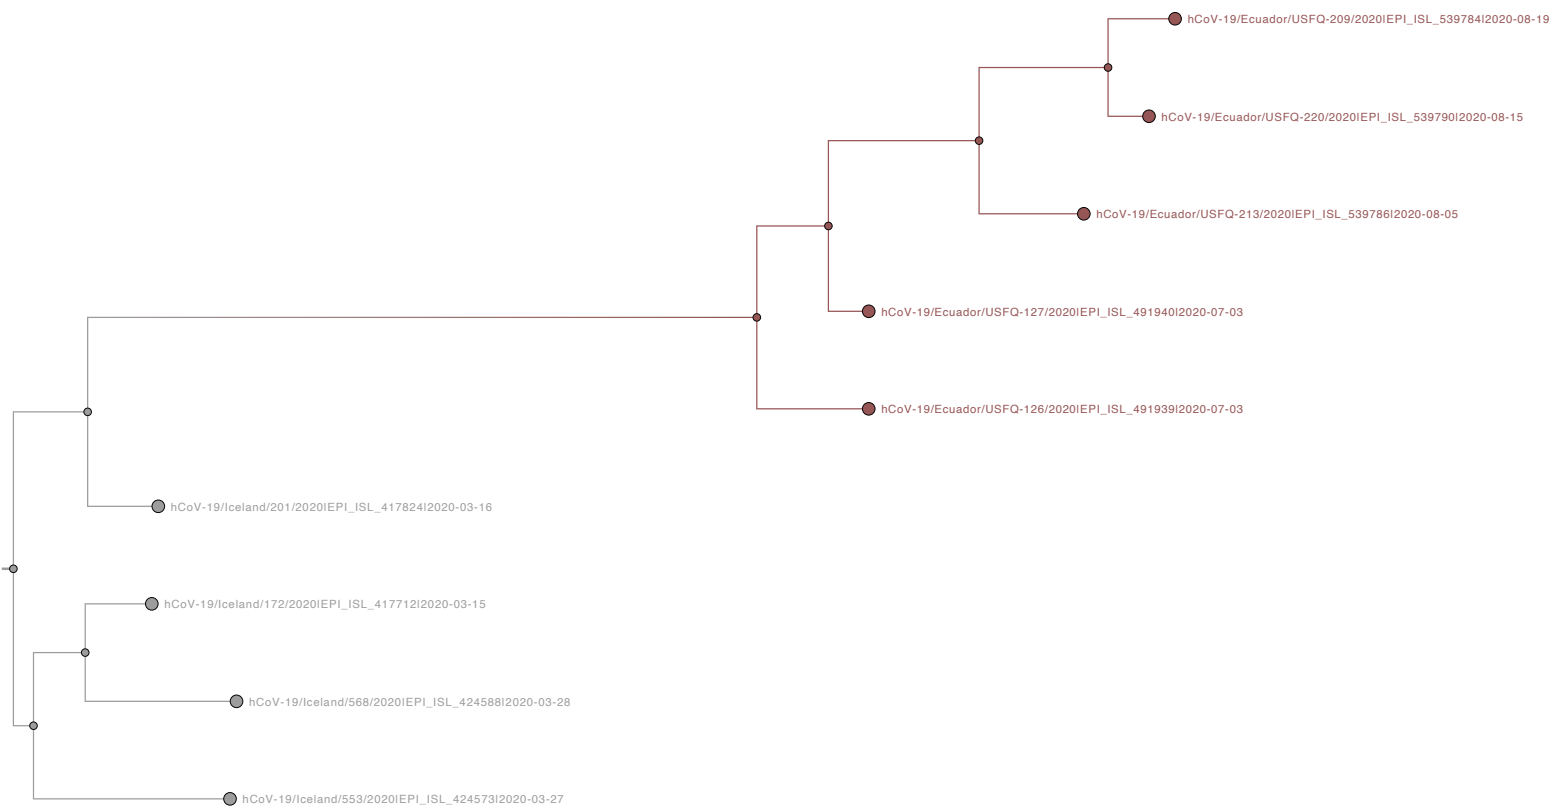 hCoV-19/Ecuador/USFQ-209/2020|EPI_ISL_539784|2020-08-19
hCoV-19/Ecuador/USFQ-220/2020|EPI_ISL_539790|2020-08-15
hCoV-19/Ecuador/USFQ-213/2020|EPI_ISL_539786|2020-08-05
hCoV-19/Ecuador/USFQ-127/2020|EPI_ISL_491940|2020-07-03
hCoV-19/Ecuador/USFQ-126/2020|EPI_ISL_491939|2020-07-03
hCoV-19/Iceland/201/2020|EPI_ISL_417824|2020-03-16
hCoV-19/Iceland/172/2020|EPI_ISL_417712|2020-03-15
hCoV-19/Iceland/568/2020|EPI_ISL_424588|2020-03-28
hCoV-19/Iceland/553/2020|EPI_ISL_424573|2020-03-27